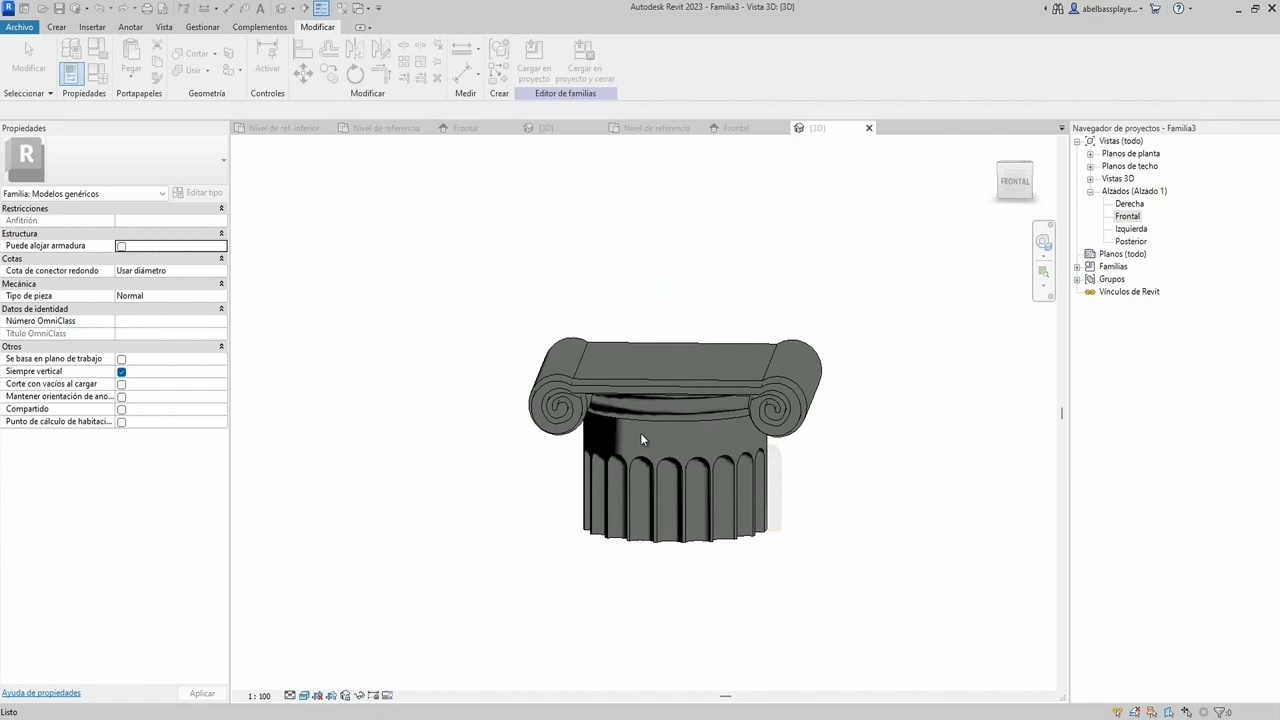 Autodesk Revit 2023 - Familia3 - Vista 3D: {3D}
abelbassplaye...
Archivo Crear Insertar Anotar Vista Gestionar Complementos Modificar
Modificar
Pegar
Cortar
Unir
Activar
Cargar en proyecto
Cargar en proyecto y cerrar
Seleccionar Propiedades Portapapeles Geometría Controles Modificar Medir Crear Editor de familias
Propiedades
Nivel de ref. inferior Nivel de referencia Frontal {3D} Nivel de referencia Frontal {3D}
Navegador de proyectos - Familia3
R
Familia: Modelos genéricos Editar tipo
Restricciones
Anfitrión
Estructura
Puede alojar armadura
Cotas
Cota de conector redondo Usar diámetro
Mecánica
Tipo de pieza Normal
Datos de identidad
Número OmniClass
Título OmniClass
Otros
Se basa en plano de trabajo
Siempre vertical
Corte con vacíos al cargar
Mantener orientación de ano...
Compartido
Punto de cálculo de habitaci...
Ayuda de propiedades Aplicar
FRONTAL
Vistas (todo)
Planos de planta
Planos de techo
Vistas 3D
Alzados (Alzado 1)
Derecha
Frontal
Izquierda
Posterior
Planos (todo)
Familias
Grupos
Vínculos de Revit
1 : 100
Listo
:0